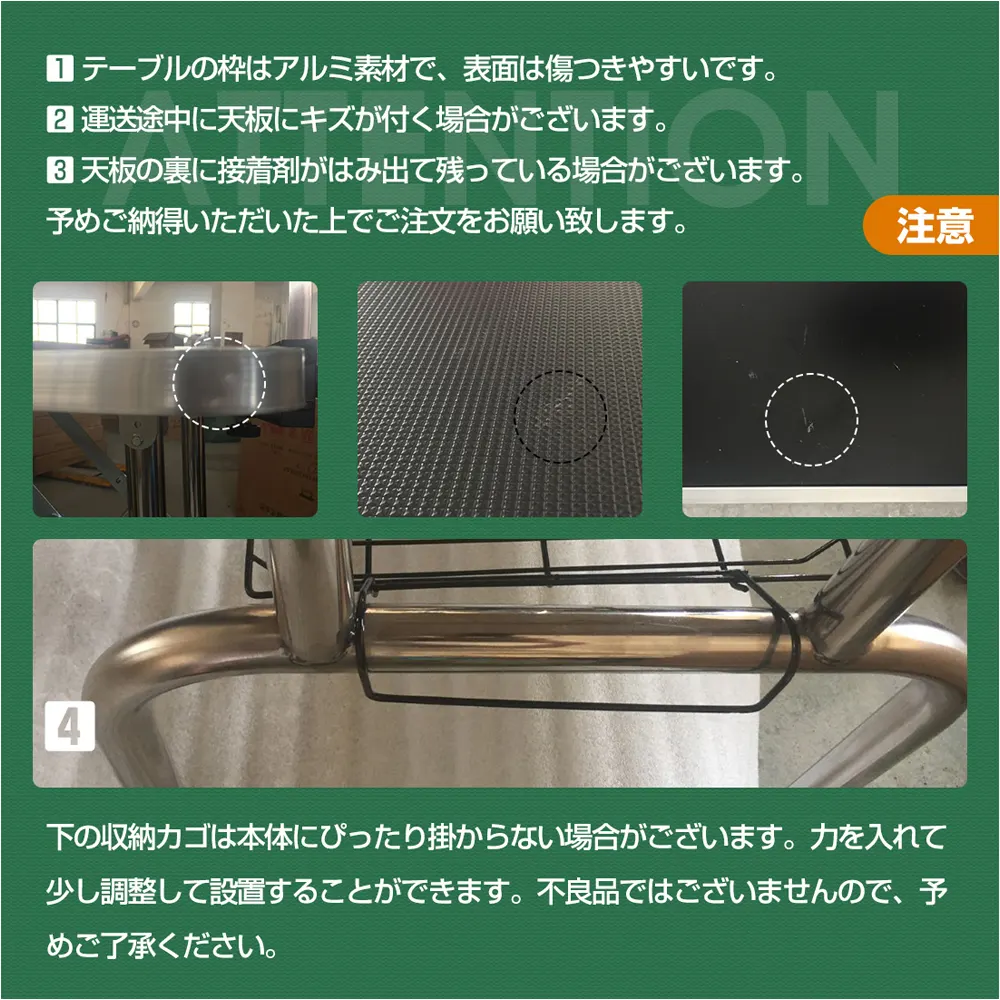 ATTENTION
1 テーブルの枠はアルミ素材で、表面は傷つきやすいです。
2 運送途中に天板にキズが付く場合がございます。
3 天板の裏に接着剤がはみ出て残っている場合がございます。
予めご納得いただいた上でご注文をお願い致します。
注意
4
下の収納カゴは本体にぴったり掛からない場合がございます。力を入れて
少し調整して設置することができます。不良品ではございませんので、予
めご了承ください。